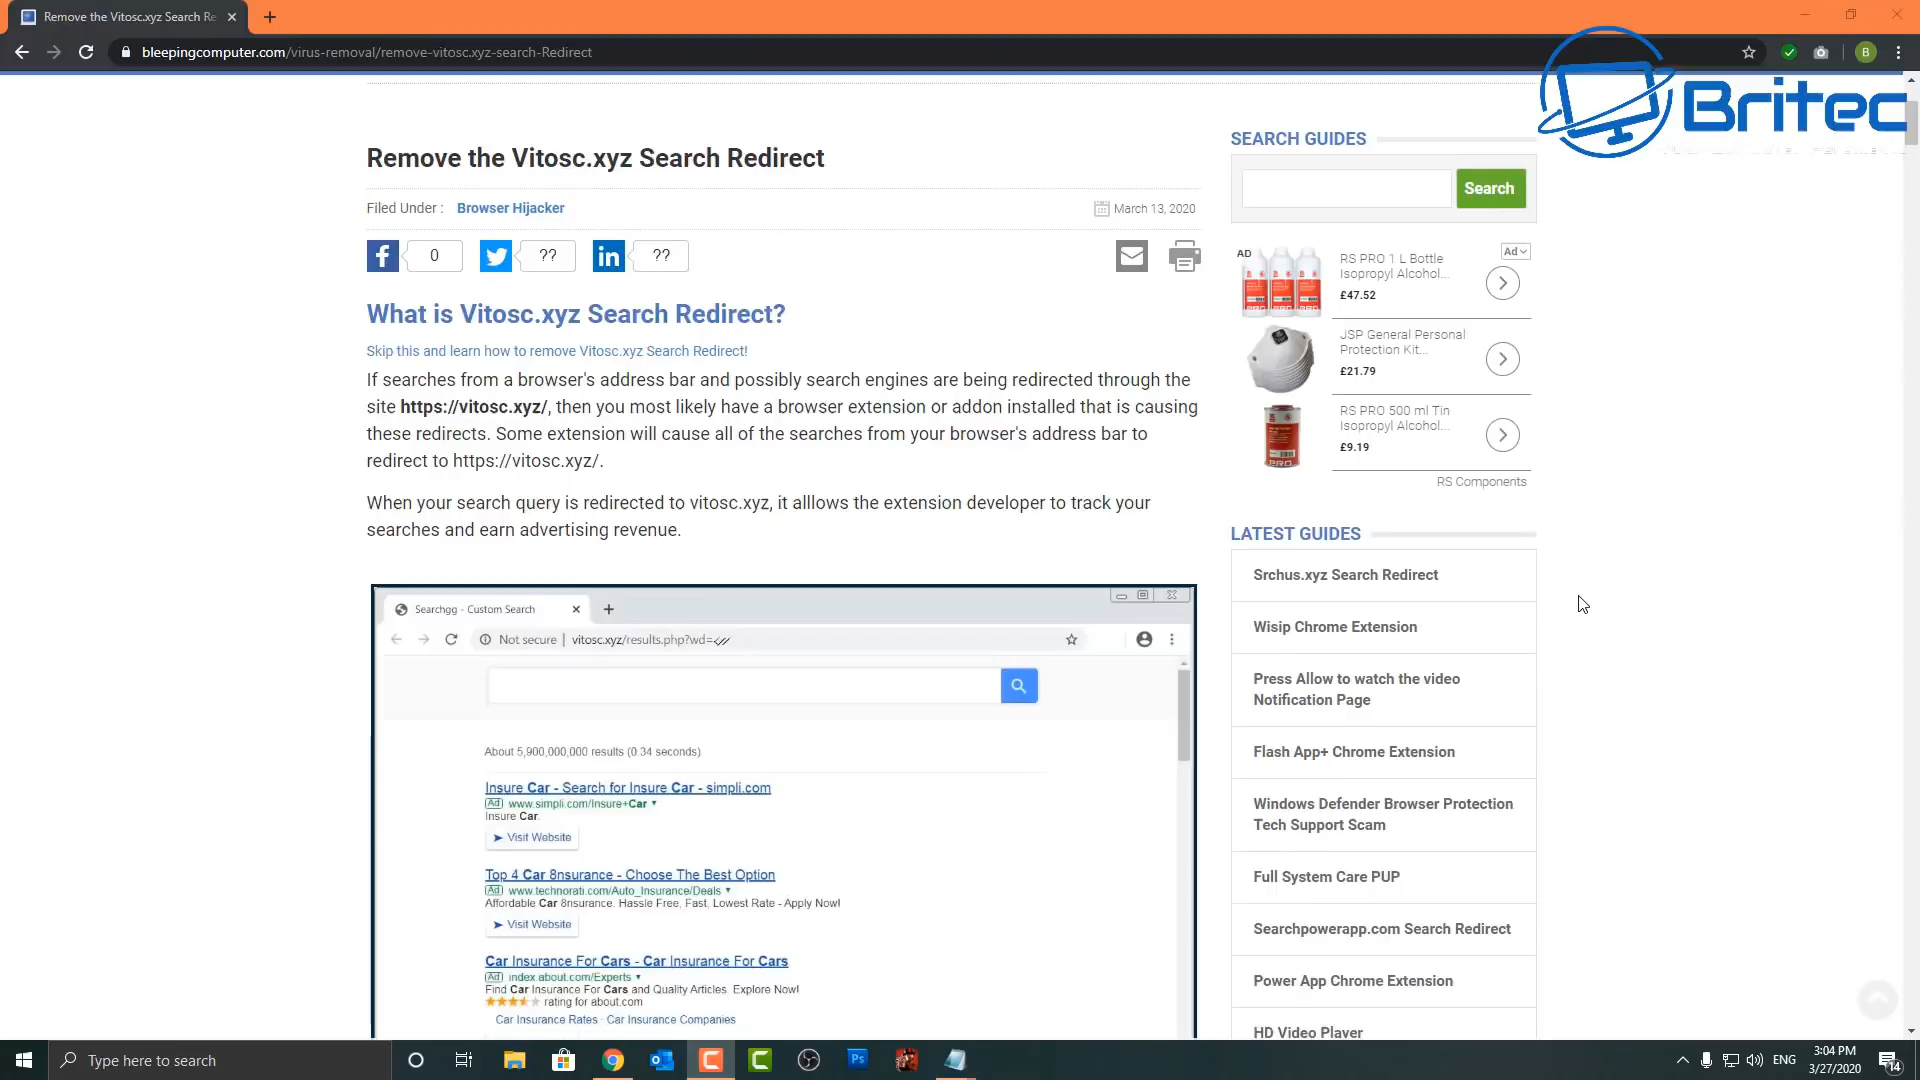 Remove the Vitosc.xyz Search Re
bleepingcomputer.com/virus-removal/remove-vitosc.xyz-search-Redirect
B
Britec
Remove the Vitosc.xyz Search Redirect
Filed Under : Browser Hijacker
March 13, 2020
0
??
??
What is Vitosc.xyz Search Redirect?
Skip this and learn how to remove Vitosc.xyz Search Redirect!
If searches from a browser's address bar and possibly search engines are being redirected through the
site https://vitosc.xyz/, then you most likely have a browser extension or addon installed that is causing
these redirects. Some extension will cause all of the searches from your browser's address bar to
redirect to https://vitosc.xyz/.
When your search query is redirected to vitosc.xyz, it alllows the extension developer to track your
searches and earn advertising revenue.
Searchgg - Custom Search
Not secure | vitosc.xyz/results.php?wd=
About 5,900,000,000 results (0.34 seconds)
Insure Car - Search for Insure Car - simpli.com
Ad www.simpli.com/Insure+Car
Insure Car.
Visit Website
Top 4 Car 8nsurance - Choose The Best Option
Ad www.technorati.com/Auto_Insurance/Deals
Affordable Car 8nsurance. Hassle Free, Fast, Lowest Rate - Apply Now!
Visit Website
Car Insurance For Cars - Car Insurance For Cars
Ad index.about.com/Experts
Find Car Insurance For Cars and Quality Articles. Explore Now!
rating for about.com
Car Insurance Rates - Car Insurance Companies
SEARCH GUIDES
Search
AD
Ad
RS PRO 1 L Bottle
Isopropyl Alcohol...
£47.52
JSP General Personal
Protection Kit...
£21.79
RS PRO 500 ml Tin
Isopropyl Alcohol...
£9.19
RS Components
LATEST GUIDES
Srchus.xyz Search Redirect
Wisip Chrome Extension
Press Allow to watch the video
Notification Page
Flash App+ Chrome Extension
Windows Defender Browser Protection
Tech Support Scam
Full System Care PUP
Searchpowerapp.com Search Redirect
Power App Chrome Extension
HD Video Player
Type here to search
Ps
ENG
3:04 PM
3/27/2020
14